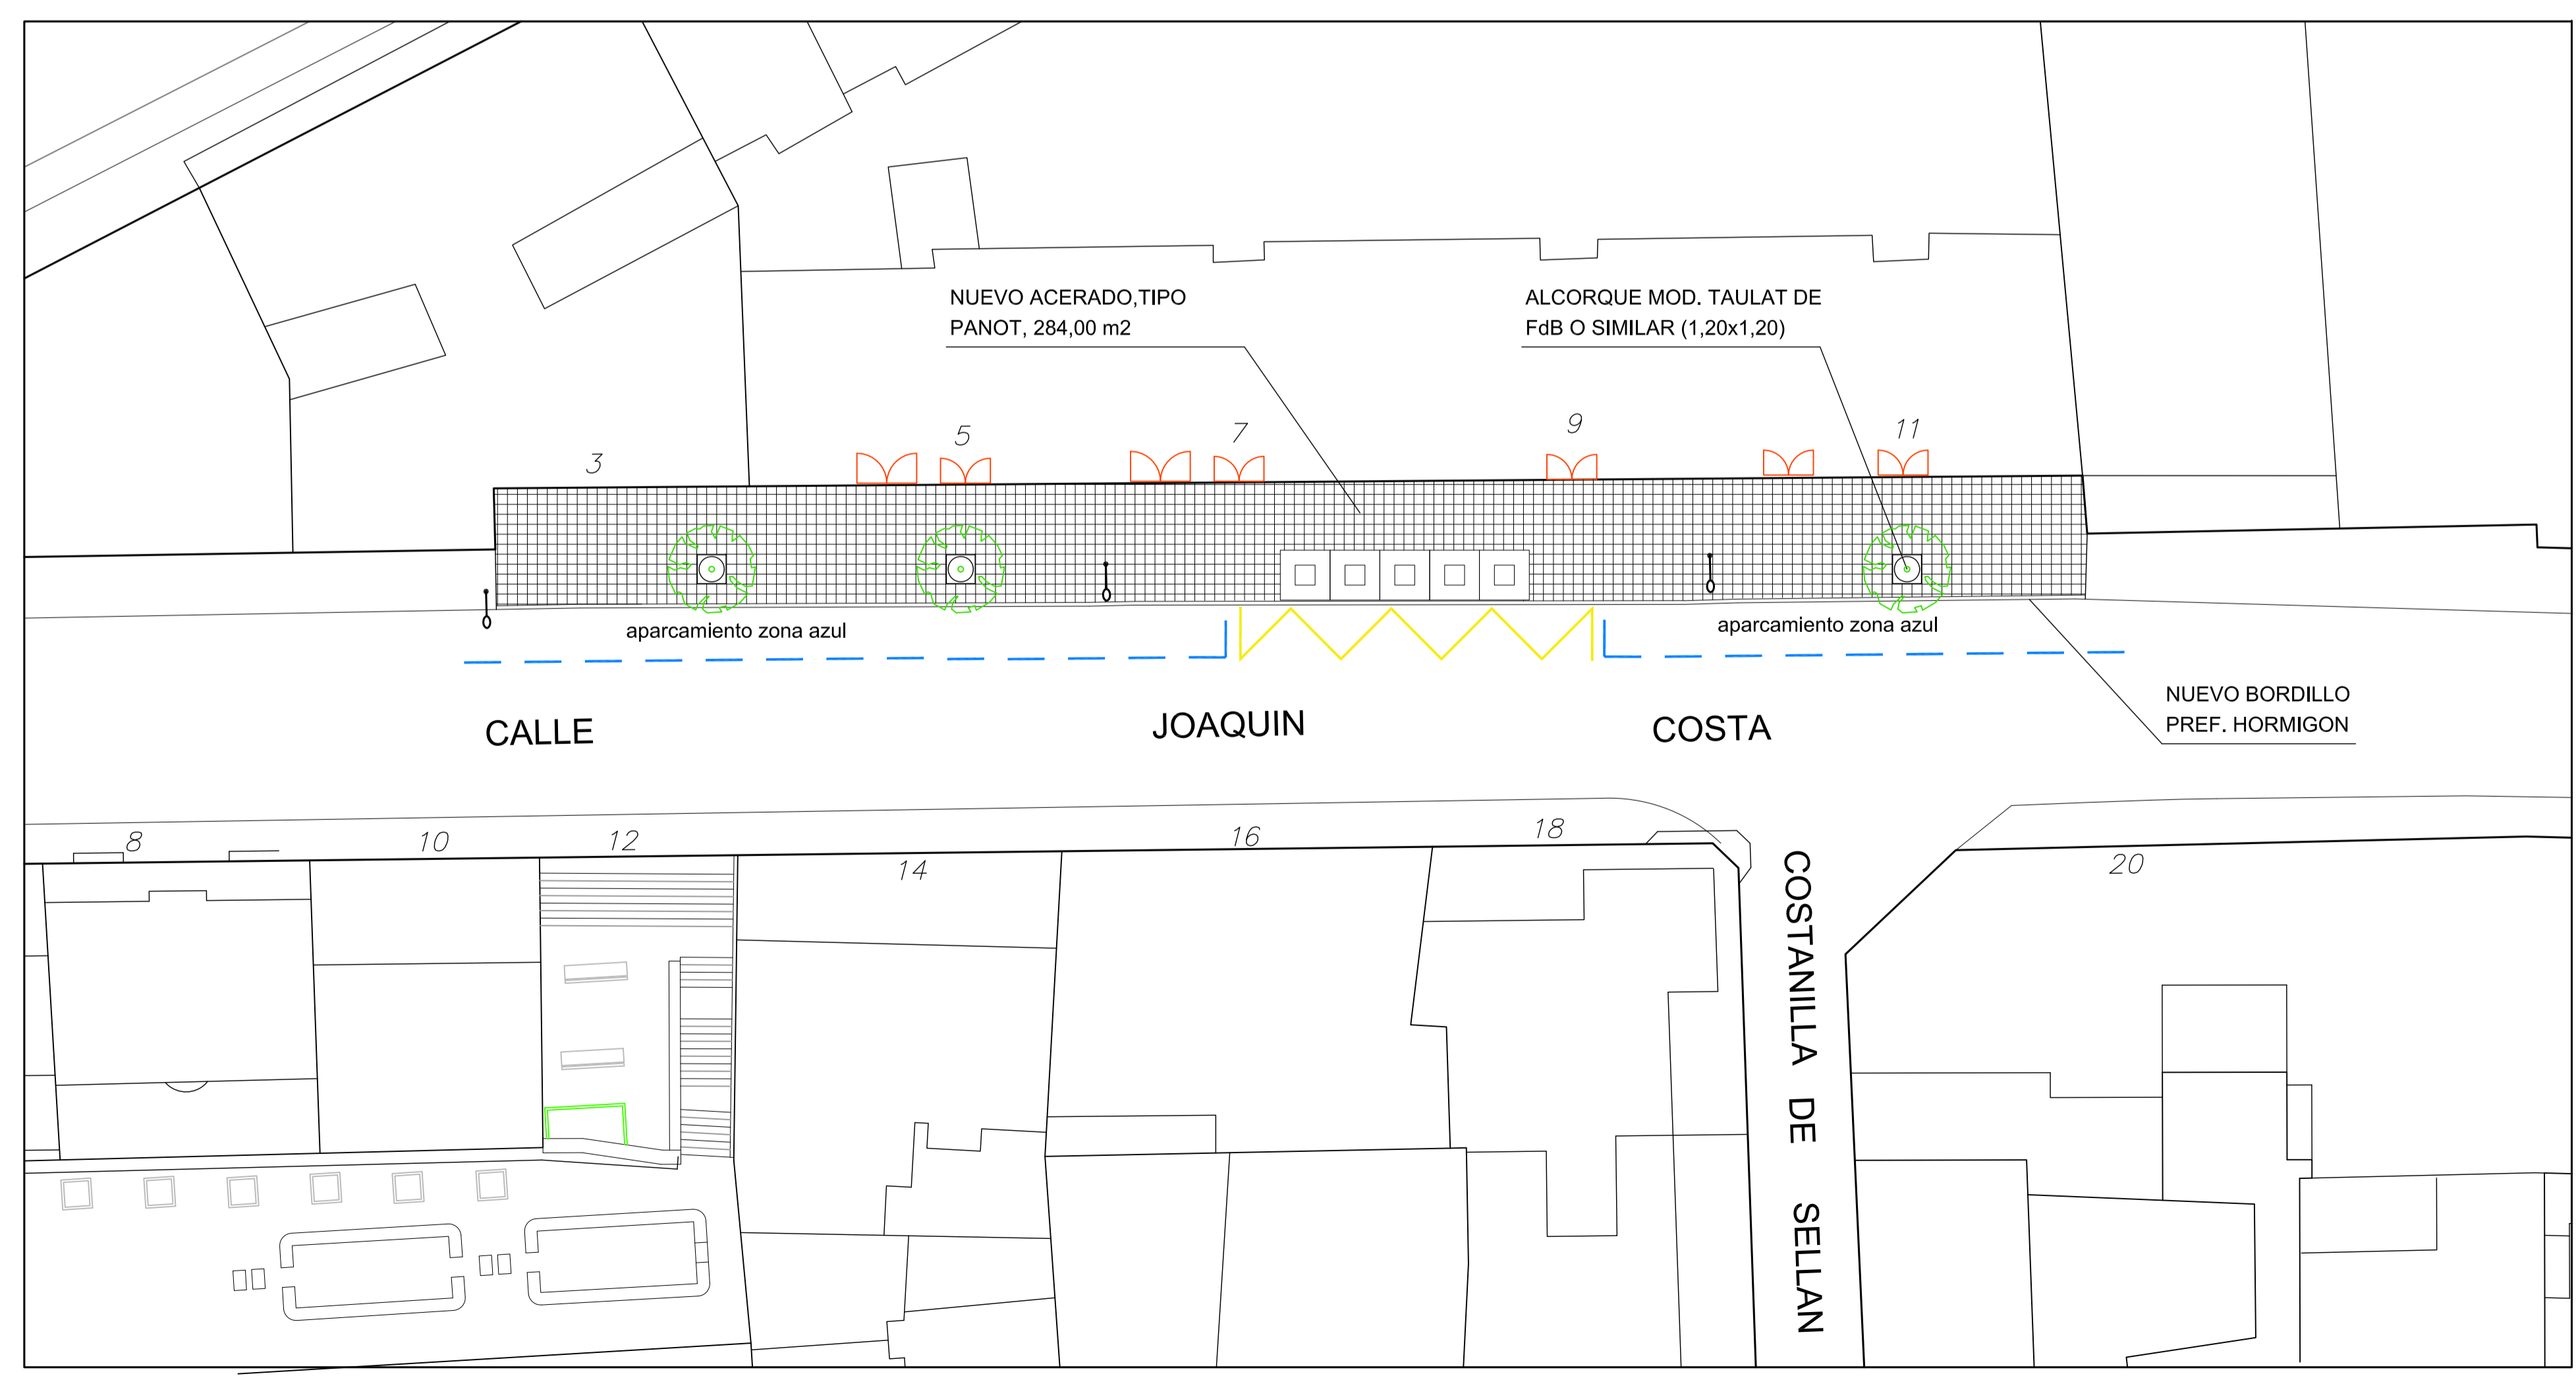 NUEVO ACERADO,TIPO
PANOT, 284,00 m2
ALCORQUE MOD. TAULAT DE
FdB O SIMILAR (1,20x1,20)
3
5
7
9
11
aparcamiento zona azul
aparcamiento zona azul
NUEVO BORDILLO
PREF. HORMIGON
CALLE JOAQUIN COSTA
8
10
12
14
16
18
20
COSTANILLA DE SELLAN